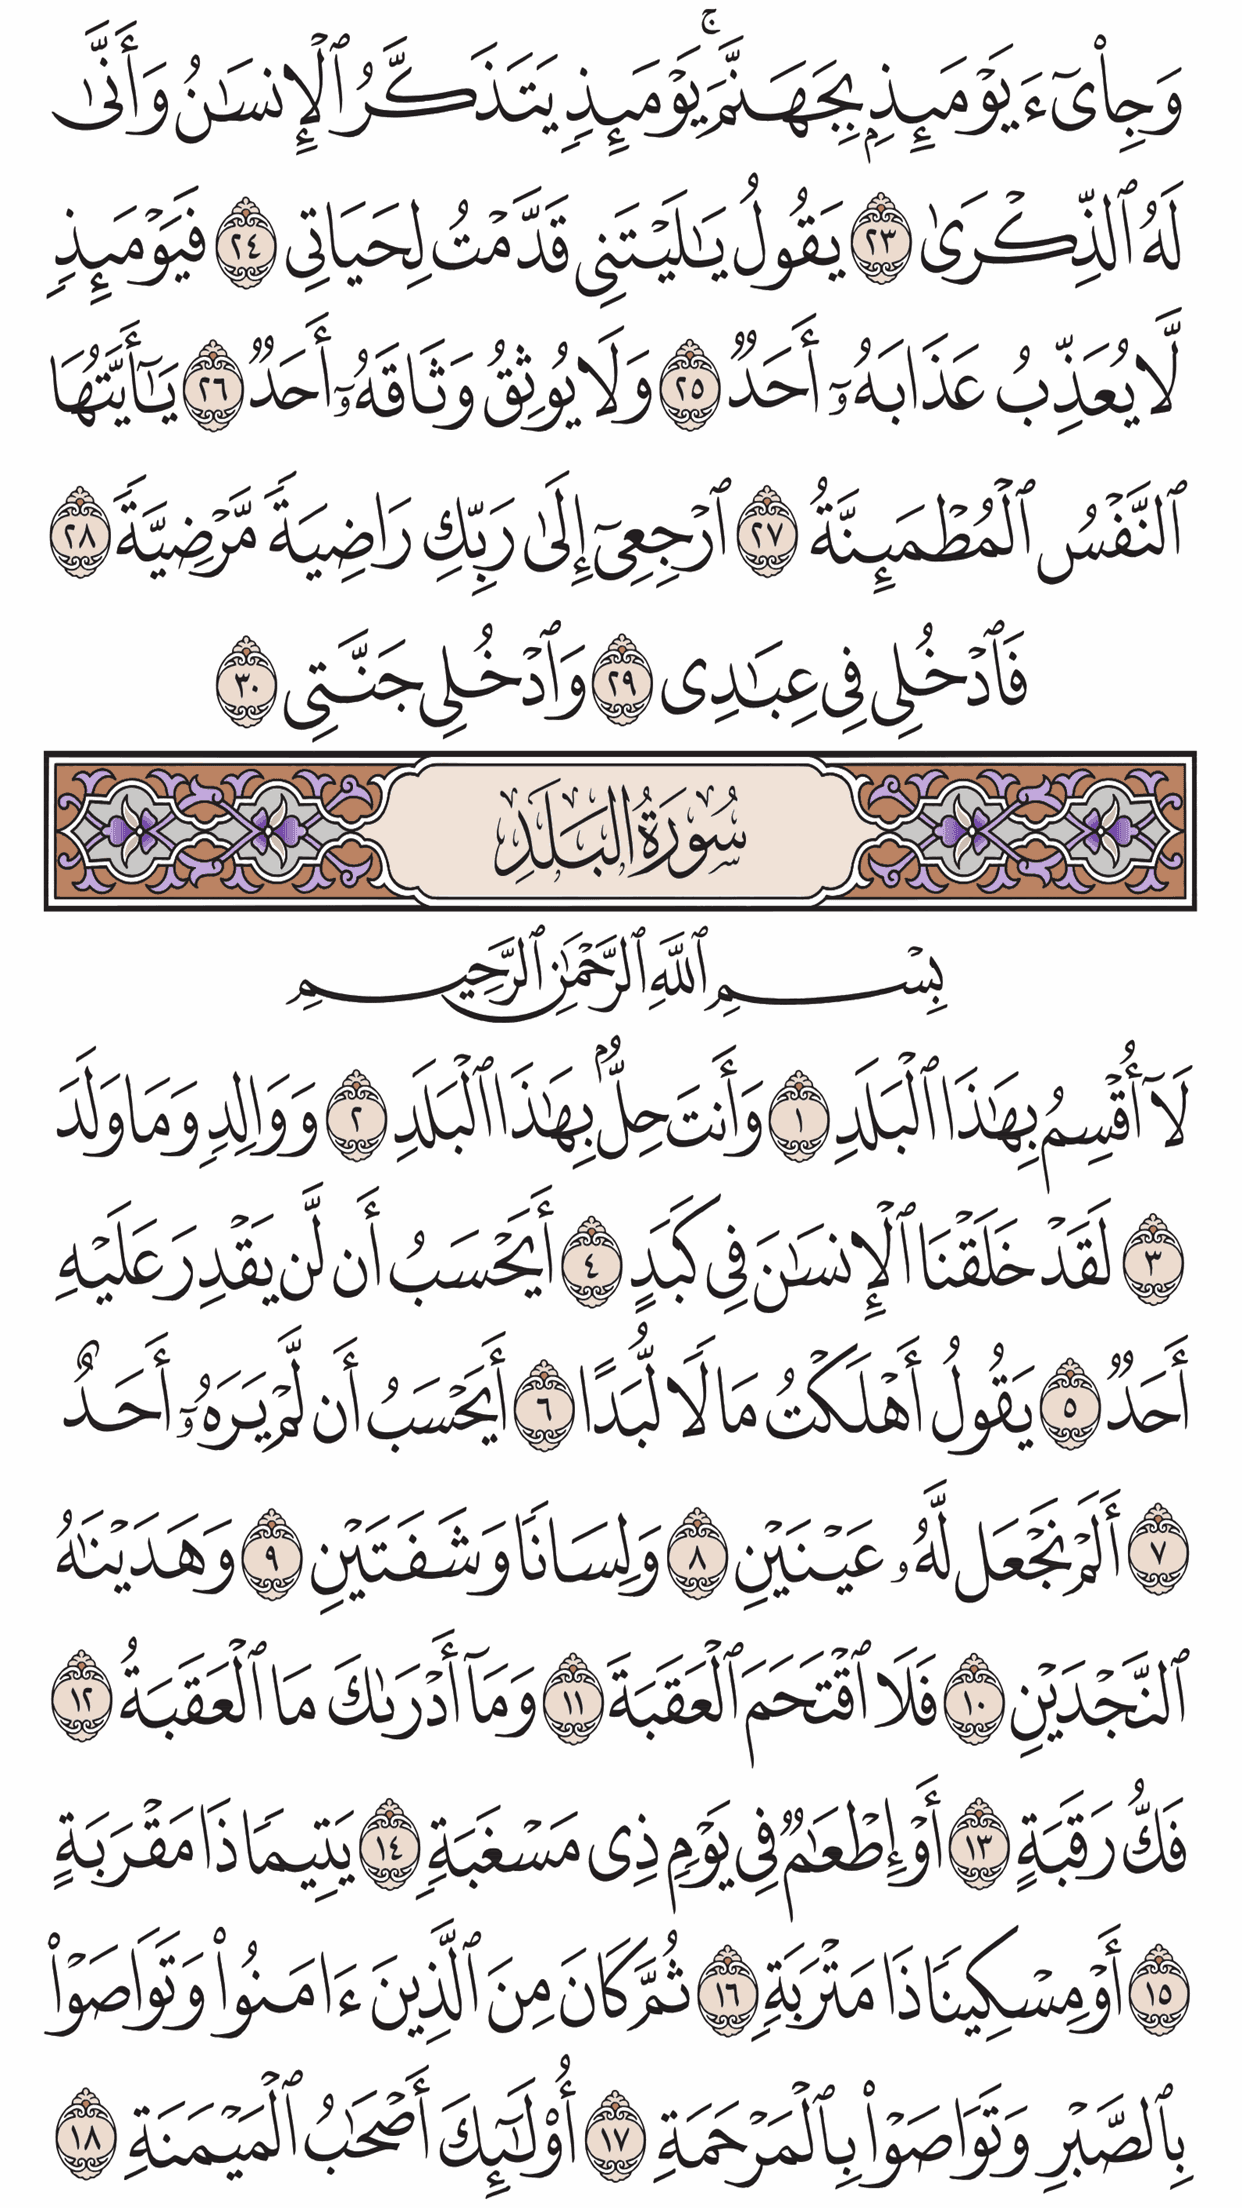 وَجِا۟ىٓءَ يَوْمَئِذِۭ بِجَهَنَّمَ ۚ يَوْمَئِذٍ يَتَذَكَّرُ ٱلْإِنسَـٰنُ وَأَنَّىٰ
لَهُ ٱلذِّكْرَىٰ ٢٣ يَقُولُ يَـٰلَيْتَنِى قَدَّمْتُ لِحَيَاتِى ٢٤ فَيَوْمَئِذٍ
لَّا يُعَذِّبُ عَذَابَهُۥٓ أَحَدٌ ٢٥ وَلَا يُوثِقُ وَثَاقَهُۥٓ أَحَدٌ ٢٦ يَـٰٓأَيَّتُهَا
ٱلنَّفْسُ ٱلْمُطْمَئِنَّةُ ٢٧ ٱرْجِعِىٓ إِلَىٰ رَبِّكِ رَاضِيَةً مَّرْضِيَّةً ٢٨
فَٱدْخُلِى فِى عِبَـٰدِى ٢٩ وَٱدْخُلِى جَنَّتِى ٣٠
سُورَةُ البَلَدِ
بِسْمِ ٱللَّهِ ٱلرَّحْمَـٰنِ ٱلرَّحِيمِ
لَآ أُقْسِمُ بِهَـٰذَا ٱلْبَلَدِ ١ وَأَنتَ حِلٌّۢ بِهَـٰذَا ٱلْبَلَدِ ٢ وَوَالِدٍ وَمَا وَلَدَ
٣ لَقَدْ خَلَقْنَا ٱلْإِنسَـٰنَ فِى كَبَدٍ ٤ أَيَحْسَبُ أَن لَّن يَقْدِرَ عَلَيْهِ
أَحَدٌ ٥ يَقُولُ أَهْلَكْتُ مَالًا لُّبَدًا ٦ أَيَحْسَبُ أَن لَّمْ يَرَهُۥٓ أَحَدٌ
٧ أَلَمْ نَجْعَل لَّهُۥ عَيْنَيْنِ ٨ وَلِسَانًا وَشَفَتَيْنِ ٩ وَهَدَيْنَـٰهُ
ٱلنَّجْدَيْنِ ١٠ فَلَا ٱقْتَحَمَ ٱلْعَقَبَةَ ١١ وَمَآ أَدْرَىٰكَ مَا ٱلْعَقَبَةُ ١٢
فَكُّ رَقَبَةٍ ١٣ أَوْ إِطْعَـٰمٌ فِى يَوْمٍ ذِى مَسْغَبَةٍ ١٤ يَتِيمًا ذَا مَقْرَبَةٍ
١٥ أَوْ مِسْكِينًا ذَا مَتْرَبَةٍ ١٦ ثُمَّ كَانَ مِنَ ٱلَّذِينَ ءَامَنُوا۟ وَتَوَاصَوْا۟
بِٱلصَّبْرِ وَتَوَاصَوْا۟ بِٱلْمَرْحَمَةِ ١٧ أُو۟لَـٰٓئِكَ أَصْحَـٰبُ ٱلْمَيْمَنَةِ ١٨